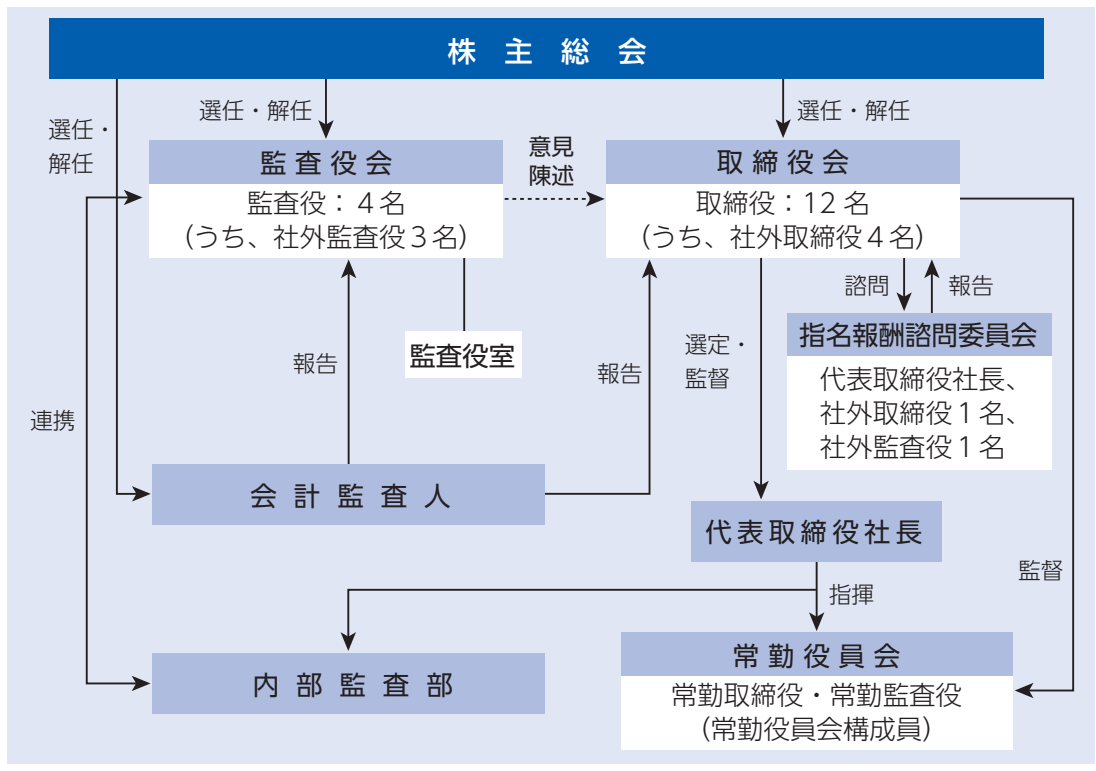 株主総会
選任・
解任
選任・解任
選任・解任
監査役会
監査役：４名
（うち、社外監査役３名）
意見
陳述
取締役会
取締役：12名
（うち、社外取締役４名）
諮問
報告
指名報酬諮問委員会
代表取締役社長、
社外取締役１名、
社外監査役１名
監査役室
報告
報告
選定・
監督
連携
会計監査人
代表取締役社長
指揮
監督
内部監査部
常勤役員会
常勤取締役・常勤監査役
（常勤役員会構成員）